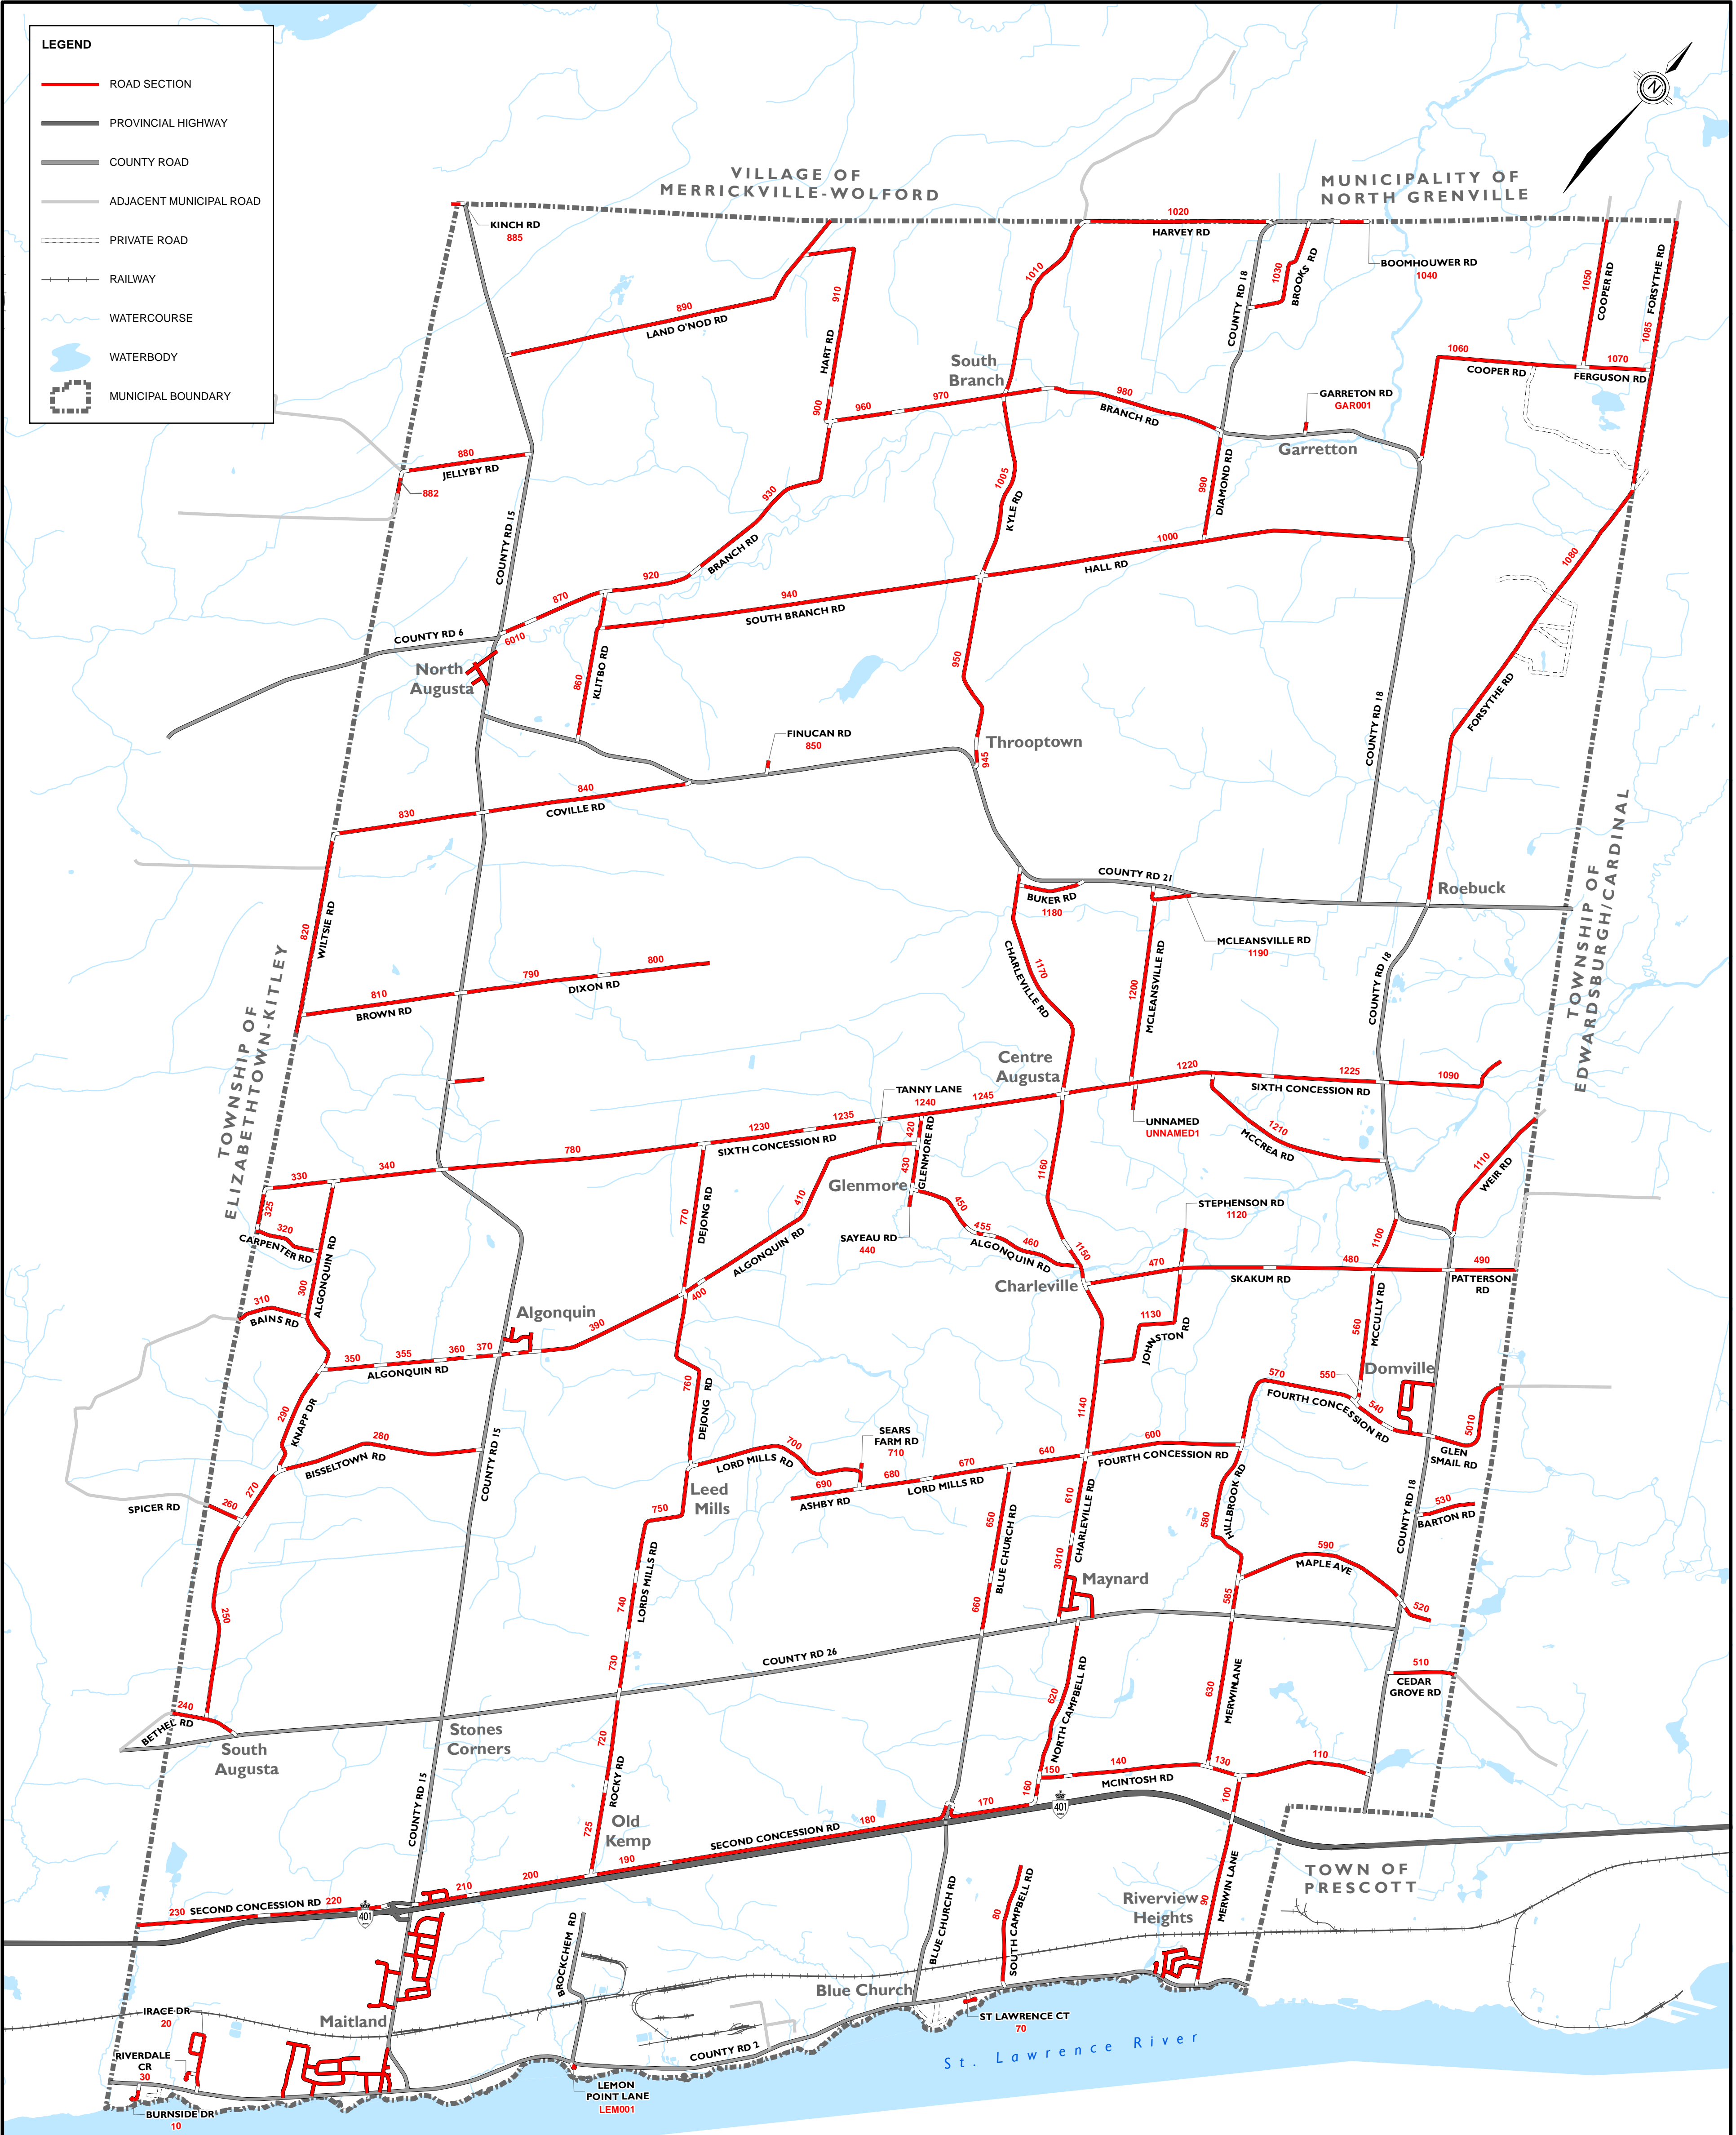 LEGEND
ROAD SECTION
PROVINCIAL HIGHWAY
COUNTY ROAD
ADJACENT MUNICIPAL ROAD
PRIVATE ROAD
RAILWAY
WATERCOURSE
WATERBODY
MUNICIPAL BOUNDARY
N
VILLAGE OF
MERRICKVILLE-WOLFORD
MUNICIPALITY OF
NORTH GRENVILLE
KINCH RD
885
1020
HARVEY RD
BOOMHOUWER RD
1040
1010
1030
BROOKS RD
COUNTY RD 18
1050
COOPER RD
FORSYTHE RD
1085
890
LAND O'NOD RD
910
HART RD
900
South
Branch
960
970
980
BRANCH RD
GARRETON RD
GAR001
Garretton
1060
COOPER RD
1070
FERGUSON RD
880
JELLYBY RD
882
COUNTY RD 15
930
BRANCH RD
920
870
6010
1005
KYLE RD
990
DIAMOND RD
1000
HALL RD
940
SOUTH BRANCH RD
1080
FORSYTHE RD
COUNTY RD 6
North
Augusta
860
KLITBO RD
950
COUNTY RD 18
FINUCAN RD
850
945
Throoptown
830
840
COVILLE RD
820
WILTSIE RD
COUNTY RD 21
BUKER RD
1180
Roebuck
MCLEANSVILLE RD
1190
TOWNSHIP OF
EDWARDSBURGH/CARDINAL
TOWNSHIP OF
ELIZABETHTOWN-KITLEY
810
BROWN RD
790
DIXON RD
800
1170
CHARLEVILLE RD
1200
MCLEANSVILLE RD
COUNTY RD 18
Centre
Augusta
1220
1225
SIXTH CONCESSION RD
1090
TANNY LANE
1240
1245
1235
1230
SIXTH CONCESSION RD
420
GLENMORE RD
430
UNNAMED
UNNAMED1
1210
MCCREA RD
1110
WEIR RD
780
340
330
325
320
CARPENTER RD
ALGONQUIN RD
300
310
BAINS RD
770
DEJONG RD
410
ALGONQUIN RD
Glenmore
450
455
460
ALGONQUIN RD
SAYEAU RD
440
1160
1150
STEPHENSON RD
1120
Charleville
470
SKAKUM RD
480
1100
490
PATTERSON
RD
Algonquin
390
400
350
355
360
370
ALGONQUIN RD
760
DEJONG RD
1130
JOHNSTON RD
560
MCCULLY RD
Domville
550
570
FOURTH CONCESSION RD
540
5010
GLEN
SMAIL RD
290
KNAPP DR
280
BISSELTOWN RD
COUNTY RD 15
1140
SEARS
FARM RD
710
700
LORD MILLS RD
690
ASHBY RD
680
670
LORD MILLS RD
640
600
FOURTH CONCESSION RD
270
260
SPICER RD
Leed
Mills
750
650
BLUE CHURCH RD
660
610
CHARLEVILLE RD
3010
580
HILLBROOK RD
COUNTY RD 18
530
BARTON RD
Maynard
590
MAPLE AVE
585
520
250
740
LORDS MILLS RD
730
COUNTY RD 26
240
BETHEL RD
South
Augusta
Stones
Corners
720
ROCKY RD
725
620
NORTH CAMPBELL RD
630
MERWIN LANE
510
CEDAR
GROVE RD
COUNTY RD 15
Old
Kemp
150
140
MCINTOSH RD
130
110
160
100
401
170
180
SECOND CONCESSION RD
190
200
210
220
230
SECOND CONCESSION RD
401
TOWN OF
PRESCOTT
Riverview
Heights
90
MERWIN LANE
80
SOUTH CAMPBELL RD
BLUE CHURCH RD
BROCKCHEM RD
Blue Church
ST LAWRENCE CT
70
IRACE DR
20
Maitland
RIVERDALE
CR
30
BURNSIDE DR
10
COUNTY RD 2
LEMON
POINT LANE
LEM001
St. Lawrence River